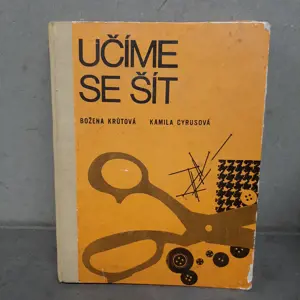 UČÍME
SE ŠÍT
BOŽENA KRŮTOVÁ KAMILA CYRUSOVÁ